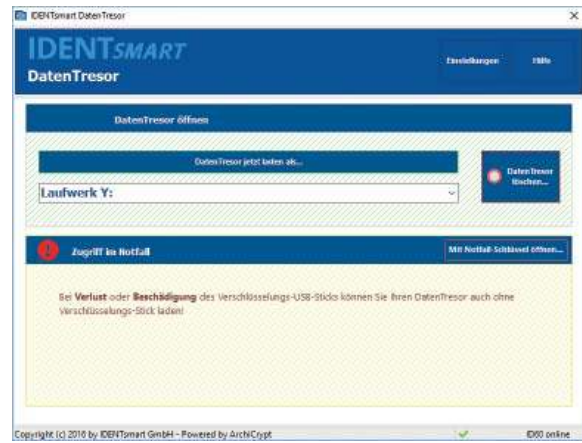 IDENTsmart DatenTresor
IDENTSMART
DatenTresor
Einstellungen
Hilfe
DatenTresor öffnen
DatenTresor jetzt laden als...
Laufwerk Y:
DatenTresor
löschen...
Zugriff im Notfall
Mit Notfall-Schlüssel öffnen...
Bei Verlust oder Beschädigung des Verschlüsselungs-USB-Sticks können Sie Ihren DatenTresor auch ohne
Verschlüsselungs-Stick laden!
Copyright (c) 2016 by IDENTsmart GmbH - Powered by ArchiCrypt
ID60 online